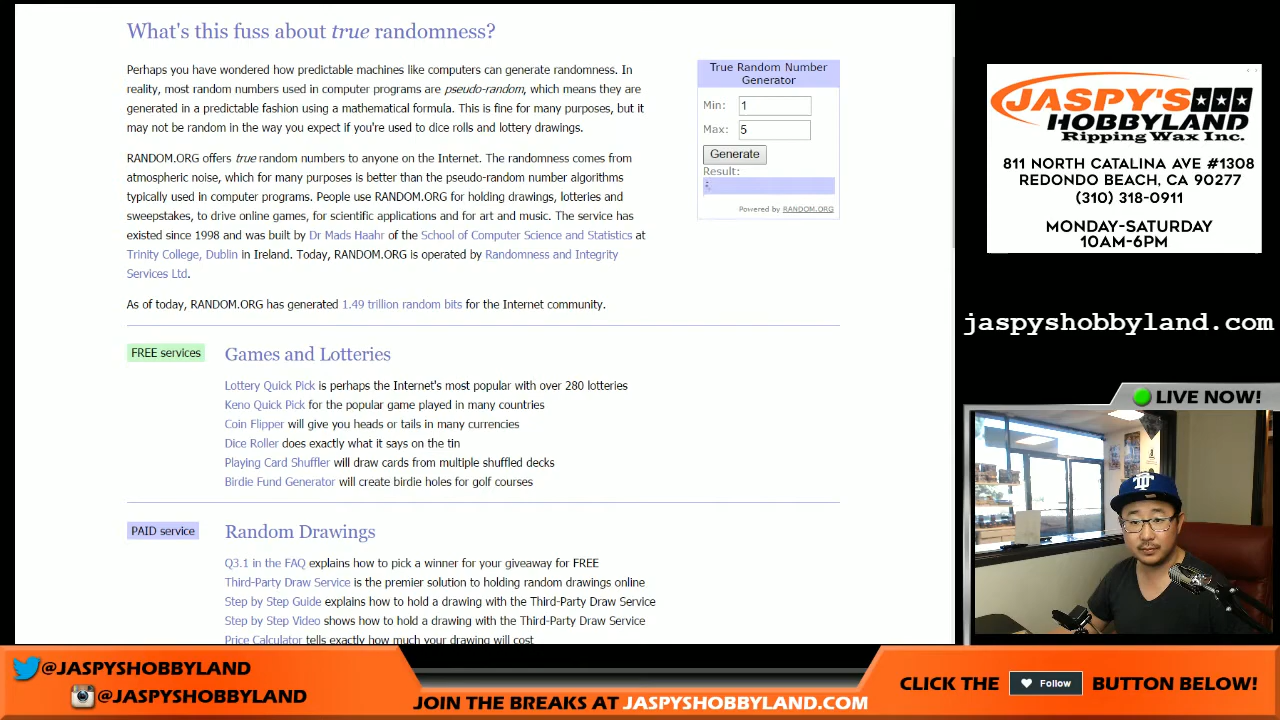 What's this fuss about true randomness?
Perhaps you have wondered how predictable machines like computers can generate randomness. In
reality, most random numbers used in computer programs are pseudo-random, which means they are
generated in a predictable fashion using a mathematical formula. This is fine for many purposes, but it
may not be random in the way you expect if you're used to dice rolls and lottery drawings.
RANDOM.ORG offers true random numbers to anyone on the Internet. The randomness comes from
atmospheric noise, which for many purposes is better than the pseudo-random number algorithms
typically used in computer programs. People use RANDOM.ORG for holding drawings, lotteries and
sweepstakes, to drive online games, for scientific applications and for art and music. The service has
existed since 1998 and was built by Dr Mads Haahr of the School of Computer Science and Statistics at
Trinity College, Dublin in Ireland. Today, RANDOM.ORG is operated by Randomness and Integrity
Services Ltd.
As of today, RANDOM.ORG has generated 1.49 trillion random bits for the Internet community.
True Random Number
Generator
Min: 1
Max: 5
Generate
Result:
Powered by RANDOM.ORG
FREE services
Games and Lotteries
Lottery Quick Pick is perhaps the Internet's most popular with over 280 lotteries
Keno Quick Pick for the popular game played in many countries
Coin Flipper will give you heads or tails in many currencies
Dice Roller does exactly what it says on the tin
Playing Card Shuffler will draw cards from multiple shuffled decks
Birdie Fund Generator will create birdie holes for golf courses
PAID service
Random Drawings
Q3.1 in the FAQ explains how to pick a winner for your giveaway for FREE
Third-Party Draw Service is the premier solution to holding random drawings online
Step by Step Guide explains how to hold a drawing with the Third-Party Draw Service
Step by Step Video shows how to hold a drawing with the Third-Party Draw Service
Price Calculator tells exactly how much your drawing will cost
JASPY'S
HOBBYLAND
Ripping Wax Inc.
811 NORTH CATALINA AVE #1308
REDONDO BEACH, CA 90277
(310) 318-0911
MONDAY-SATURDAY
10AM-6PM
jaspyshobbyland.com
LIVE NOW!
@JASPYSHOBBYLAND
@JASPYSHOBBYLAND
JOIN THE BREAKS AT JASPYSHOBBYLAND.COM
CLICK THE Follow BUTTON BELOW!